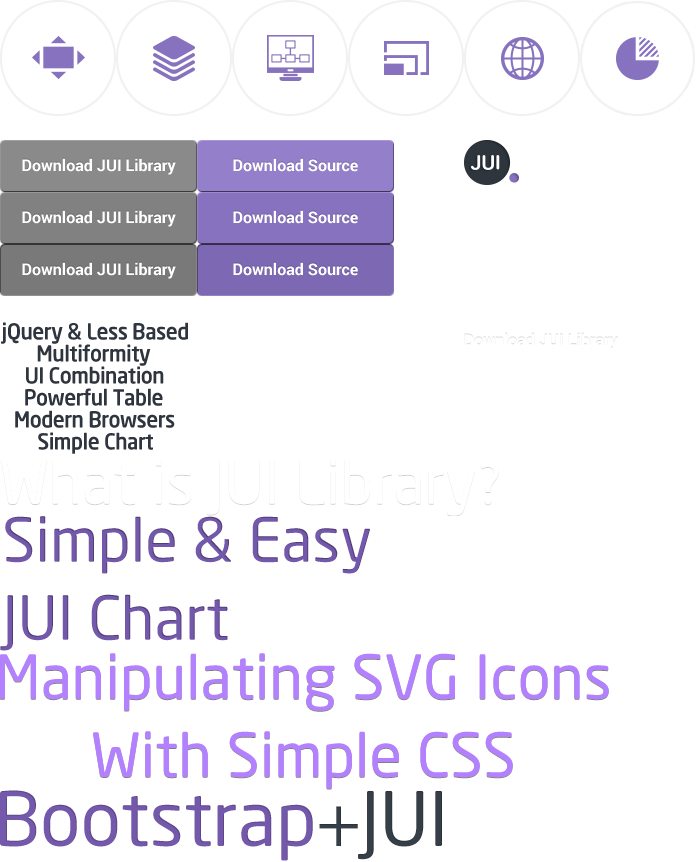 Download JUI Library Download Source
JUI
Download JUI Library Download Source
Download JUI Library Download Source
jQuery & Less Based
Download JUI Library
Multiformity
UI Combination
Powerful Table
Modern Browsers
Simple Chart
What is JUI Library?
Simple & Easy
JUI Chart
Manipulating SVG Icons
With Simple CSS
Bootstrap+JUI